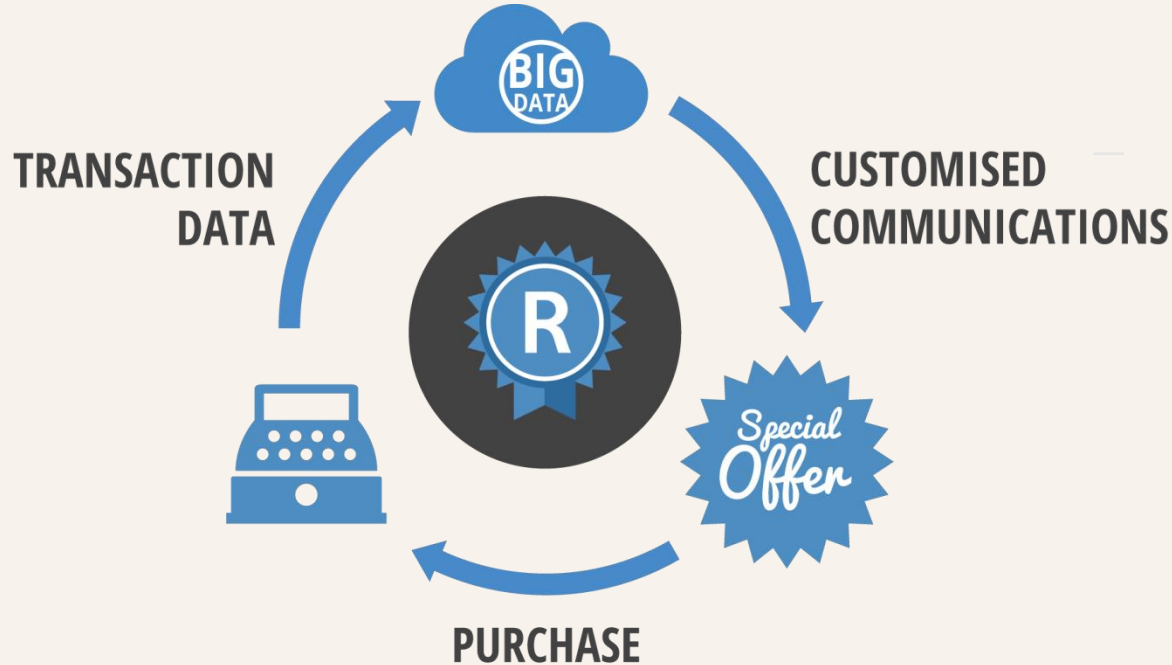 BIG
DATA
TRANSACTION
DATA
CUSTOMISED
COMMUNICATIONS
R
Special
Offer
PURCHASE